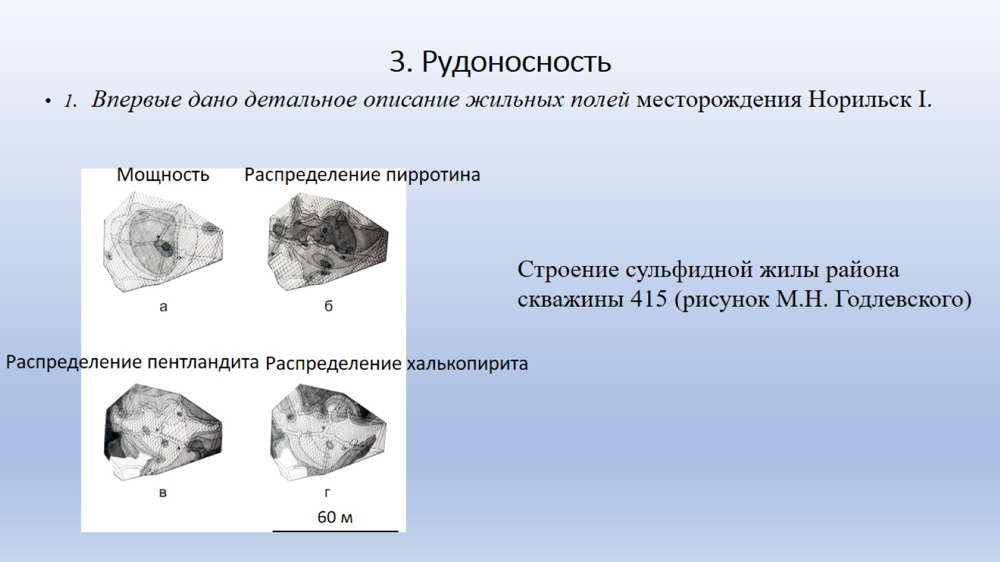 3. Рудоносность
• 1. Впервые дано детальное описание жильных полей месторождения Норильск I.
Мощность
Распределение пирротина
а
б
Строение сульфидной жилы района
скважины 415 (рисунок М.Н. Годлевского)
Распределение пентландита
Распределение халькопирита
в
г
60 м